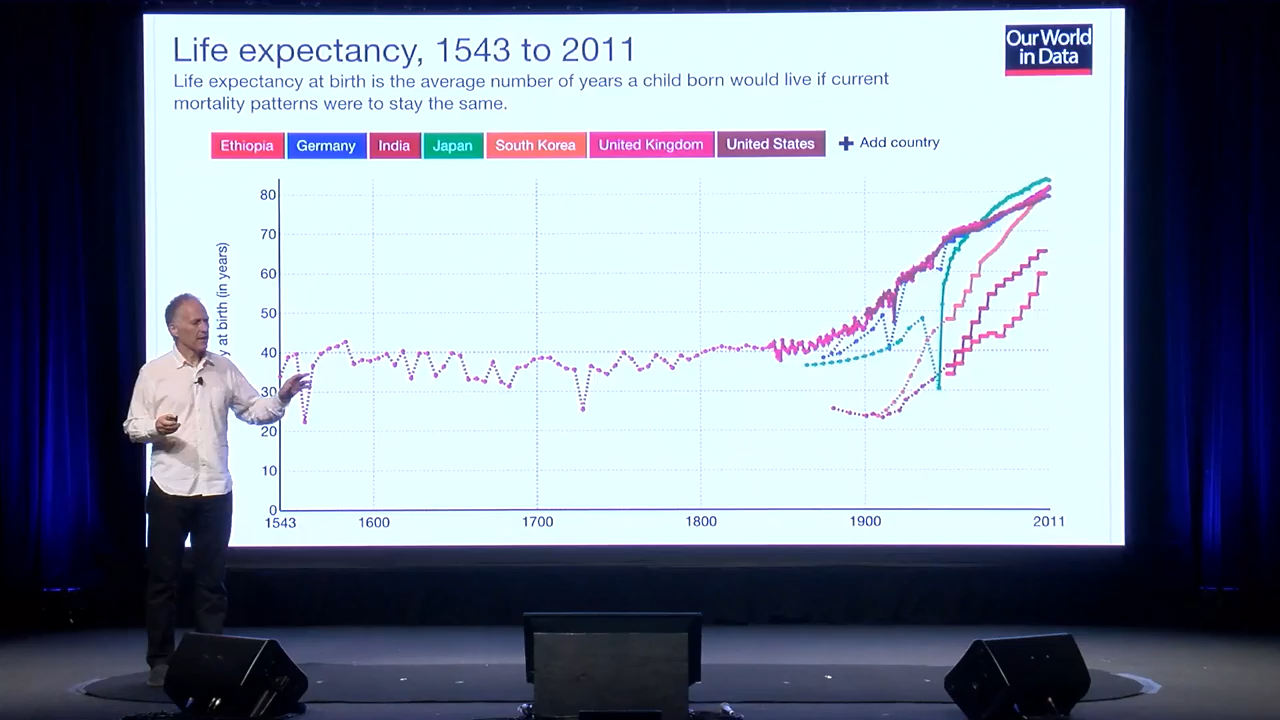 Life expectancy, 1543 to 2011
Our World
in Data
Life expectancy at birth is the average number of years a child born would live if current
mortality patterns were to stay the same.
Ethiopia Germany India Japan South Korea United Kingdom United States + Add country
80
70
60
50
40
30
20
10
0
at birth (in years)
1543 1600 1700 1800 1900 2011